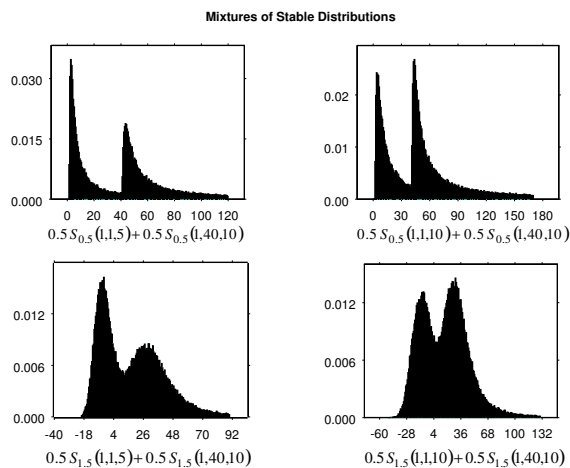 Mixtures of Stable Distributions
0.030
0.015
0.000
0 20 40 60 80 100 120
0.5 S0.5 (1,1,5) + 0.5 S0.5 (1,40,10)
0.02
0.01
0.00
0 30 60 90 120 150 180
0.5 S0.5 (1,1,10) + 0.5 S0.5 (1,40,10)
0.012
0.006
0.000
-40 -18 4 26 48 70 92
0.5 S1.5 (1,1,5) + 0.5 S1.5 (1,40,10)
0.012
0.006
0.000
-60 -28 4 36 68 100 132
0.5 S1.5 (1,1,10) + 0.5 S1.5 (1,40,10)